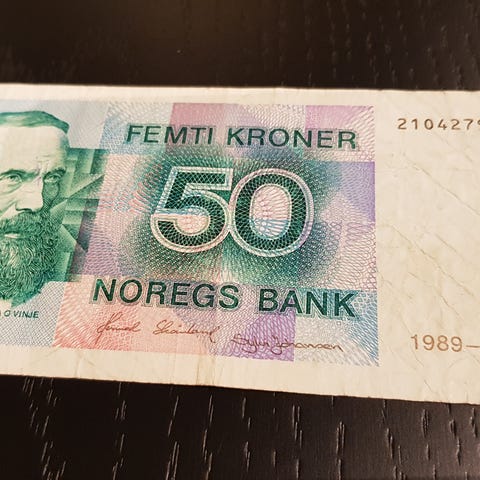 FEMTI KRONER
210427
50
NOREGS BANK
O VINJE
1989-